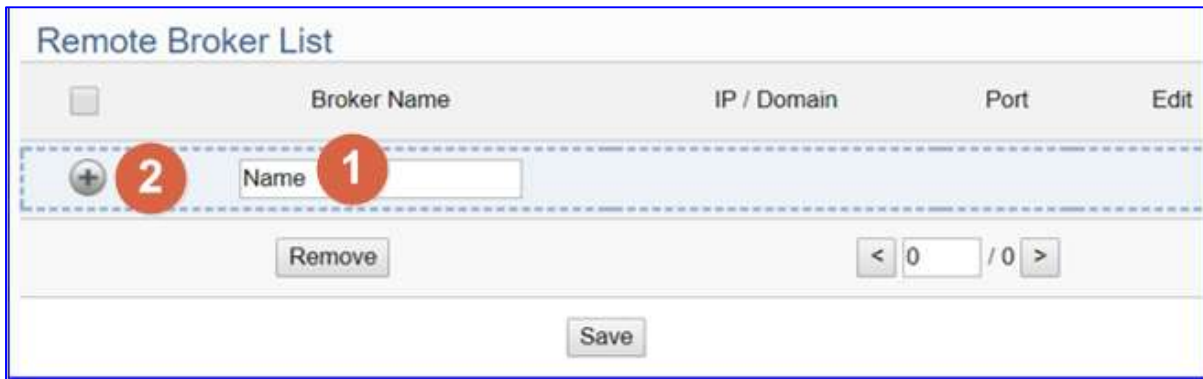 Remote Broker List
Broker Name IP / Domain Port Edit
+ 2 Name 1
Remove < 0 / 0 >
Save